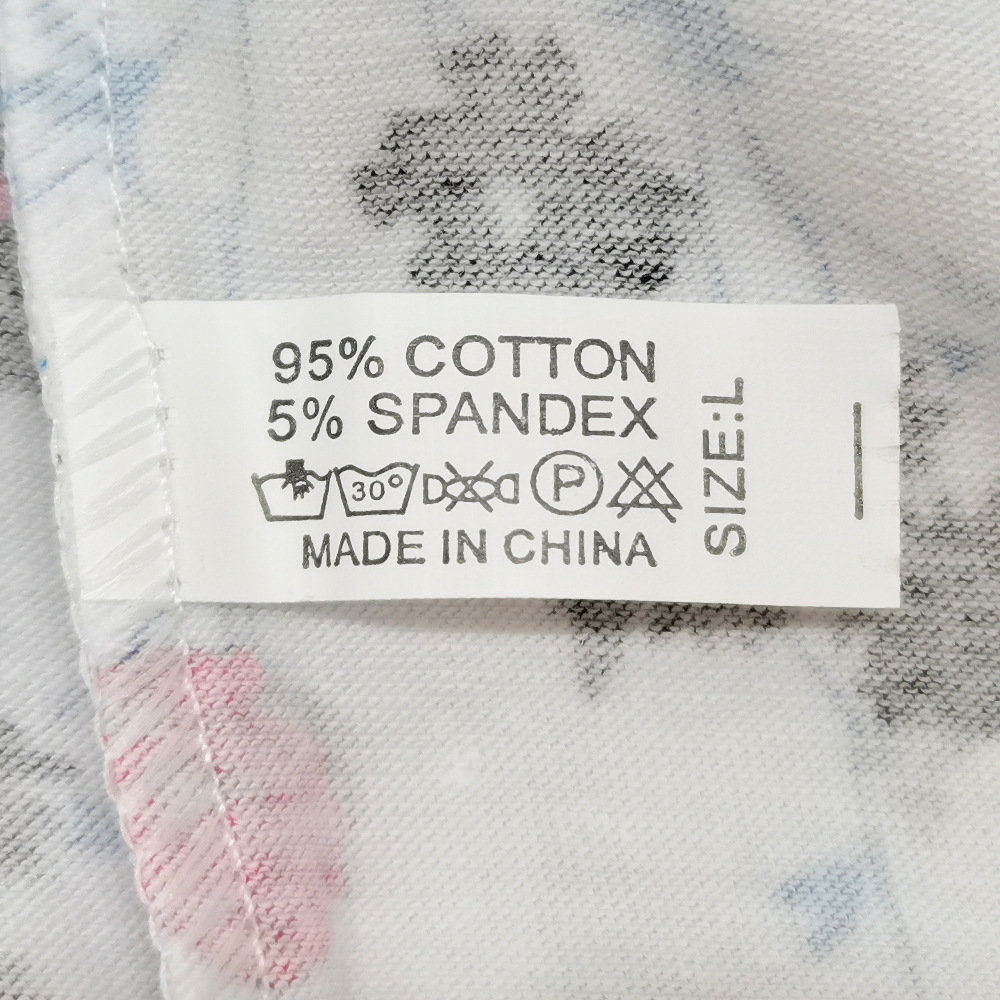 95% COTTON
5% SPANDEX
30°
P
MADE IN CHINA
SIZE:L